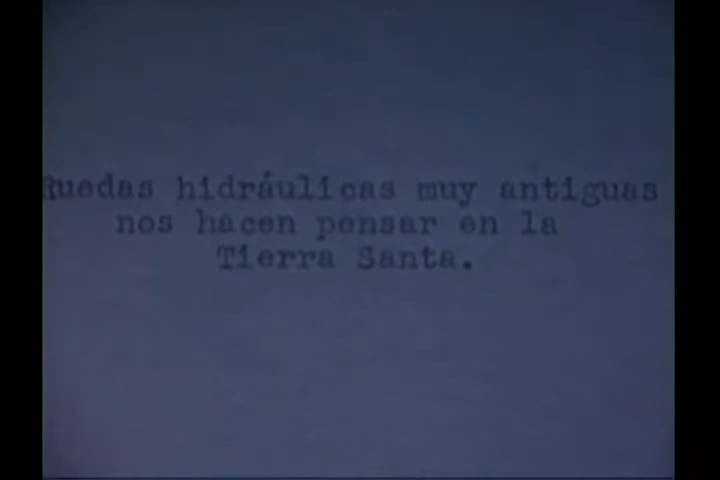 Ruedas hidráulicas muy antiguas
nos hacen pensar en la
Tierra Santa.